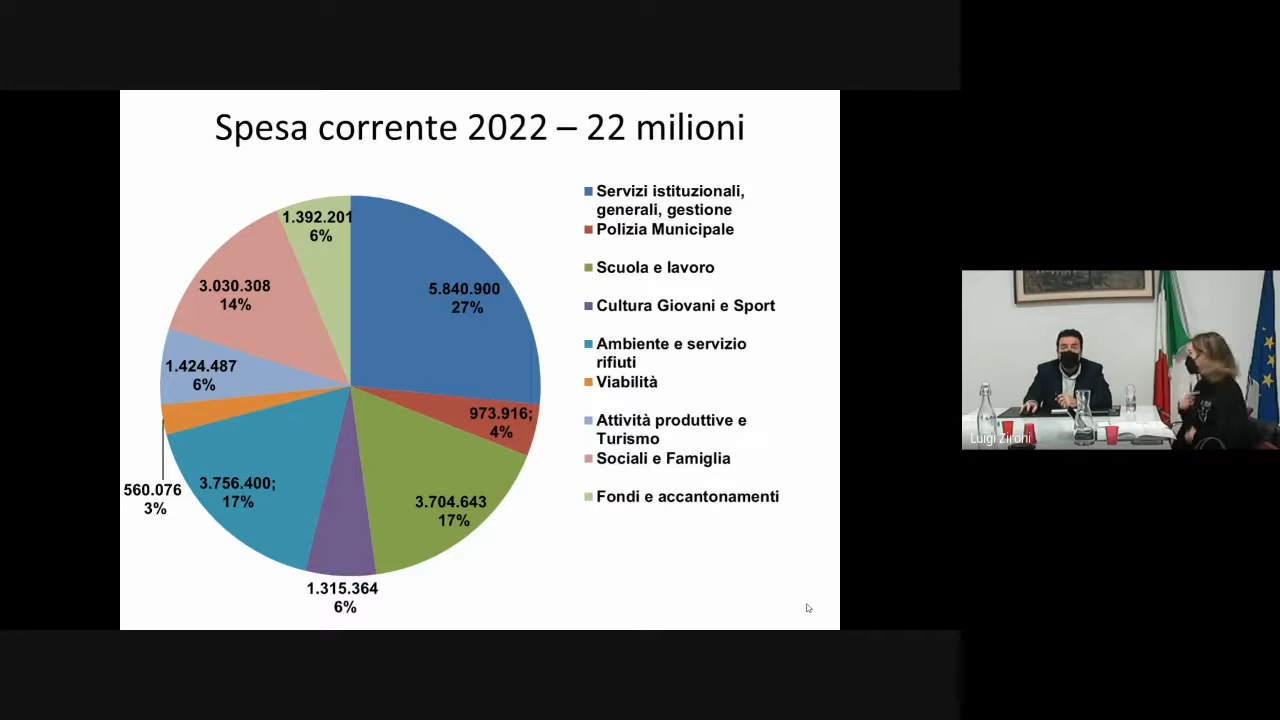 Spesa corrente 2022 – 22 milioni
1.392.201
6%
5.840.900
27%
973.916;
4%
3.704.643
17%
1.315.364
6%
3.756.400;
17%
560.076
3%
1.424.487
6%
3.030.308
14%
Servizi istituzionali,
generali, gestione
Polizia Municipale
Scuola e lavoro
Cultura Giovani e Sport
Ambiente e servizio
rifiuti
Viabilità
Attività produttive e
Turismo
Sociali e Famiglia
Fondi e accantonamenti
Luigi Zironi